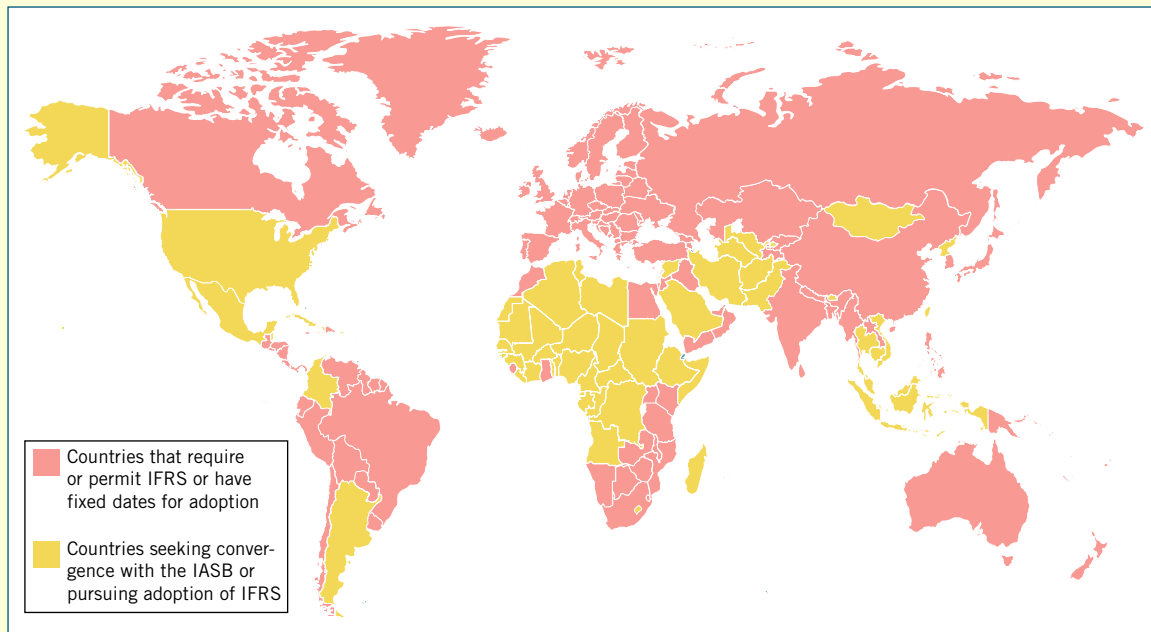 Countries that require
or permit IFRS or have
fixed dates for adoption
Countries seeking conver-
gence with the IASB or
pursuing adoption of IFRS